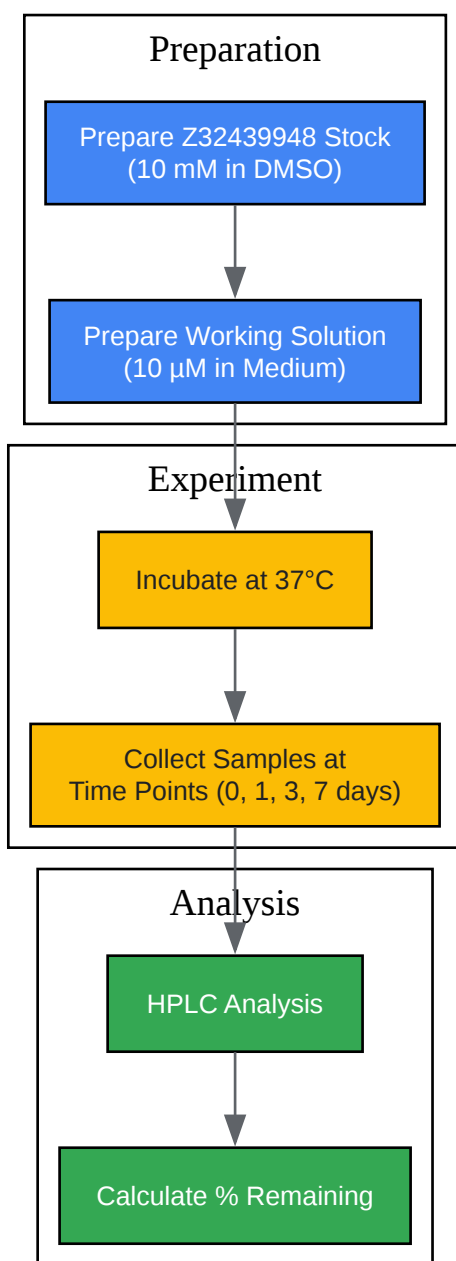 Preparation
Prepare Z32439948 Stock
(10 mM in DMSO)
Prepare Working Solution
(10 µM in Medium)
Experiment
Incubate at 37°C
Collect Samples at
Time Points (0, 1, 3, 7 days)
Analysis
HPLC Analysis
Calculate % Remaining